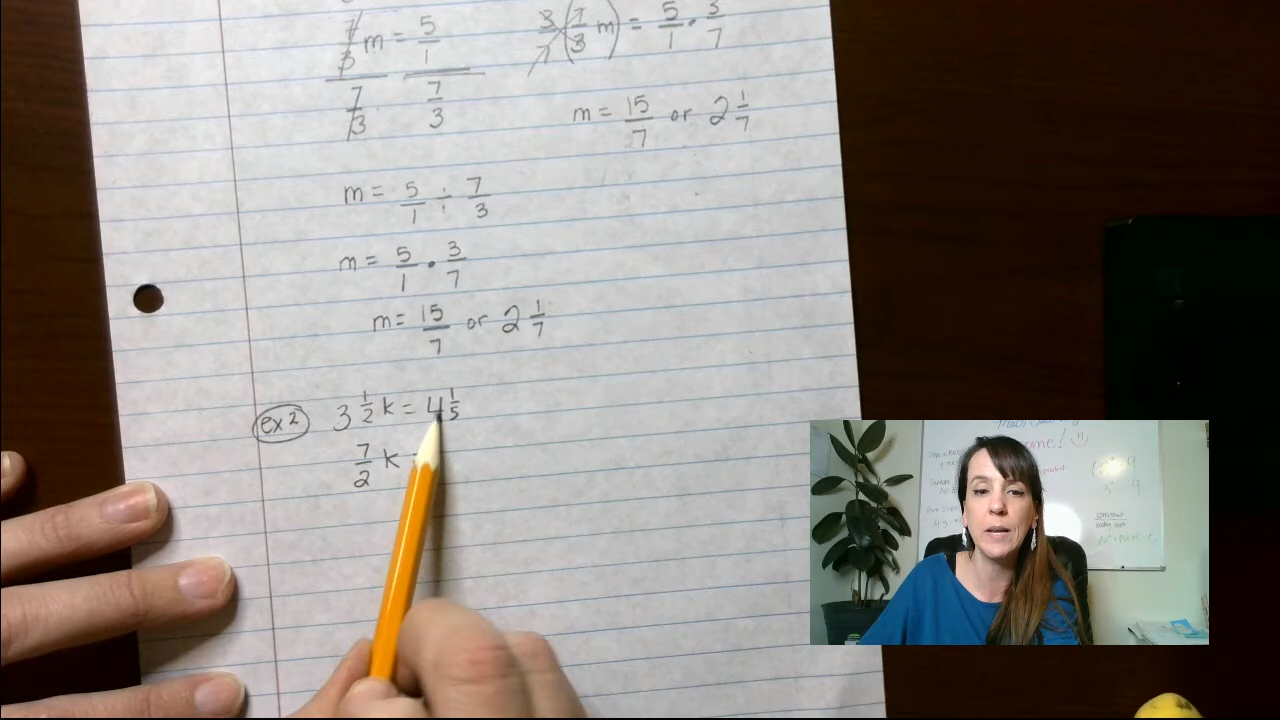 7/3 m = 5/1
7/3 7/3
3/7 (7/3 m) = 5/1 · 3/7
m = 15/7 or 2 1/7
m = 5/1 ÷ 7/3
m = 5/1 · 3/7
m = 15/7 or 2 1/7
ex 2 3 1/2 k = 4 1/5
7/2 k